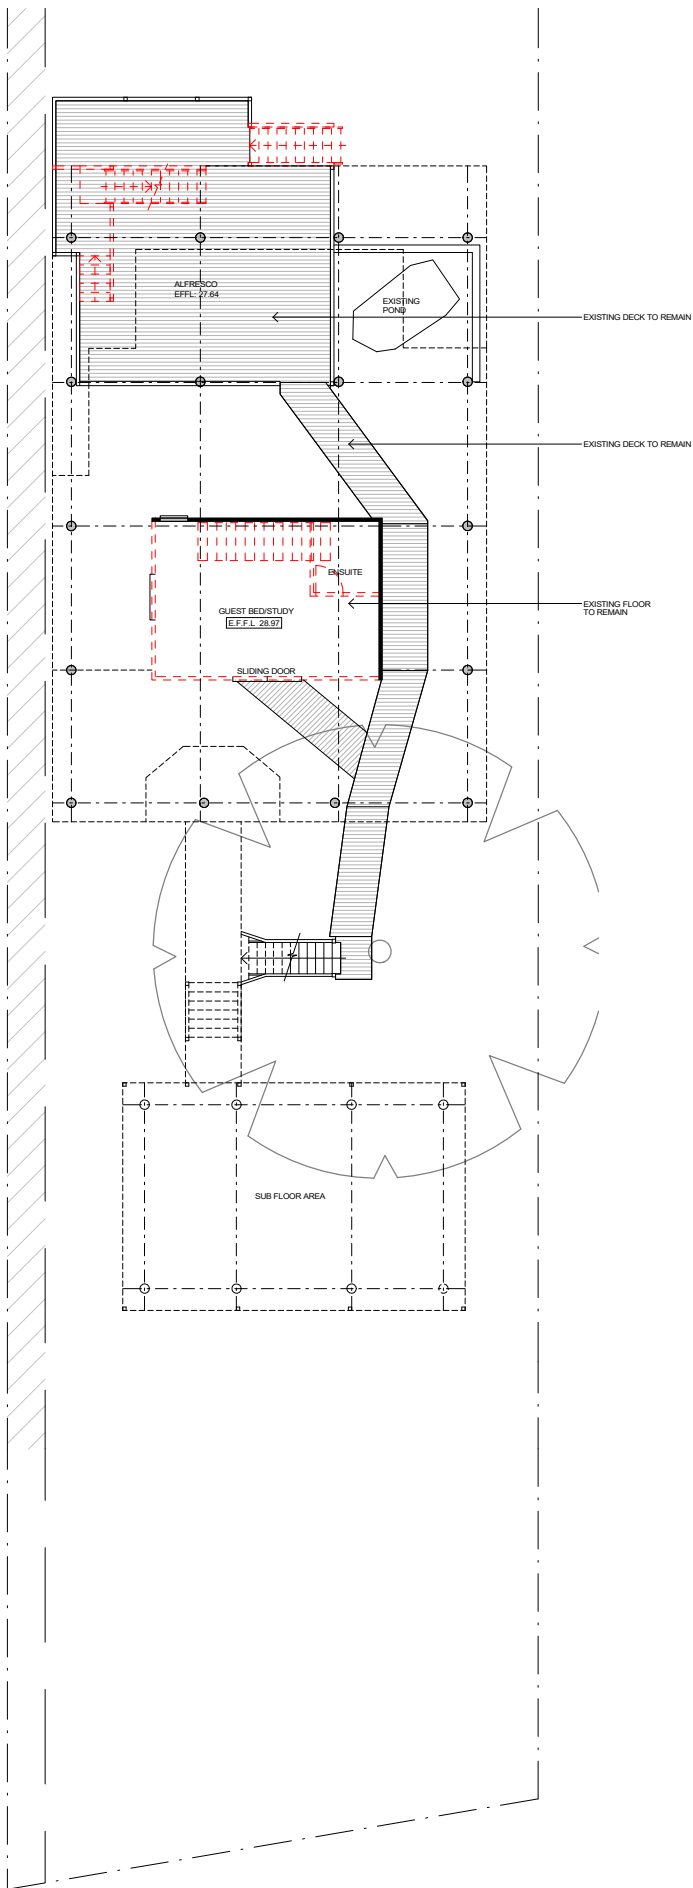 ALFRESCO
EFFL: 27.64
EXISTING
POND
EXISTING DECK TO REMAIN
EXISTING DECK TO REMAIN
ENSUITE
GUEST BED/STUDY
E.F.F.L 28.97
EXISTING FLOOR
TO REMAIN
SLIDING DOOR
SUB FLOOR AREA